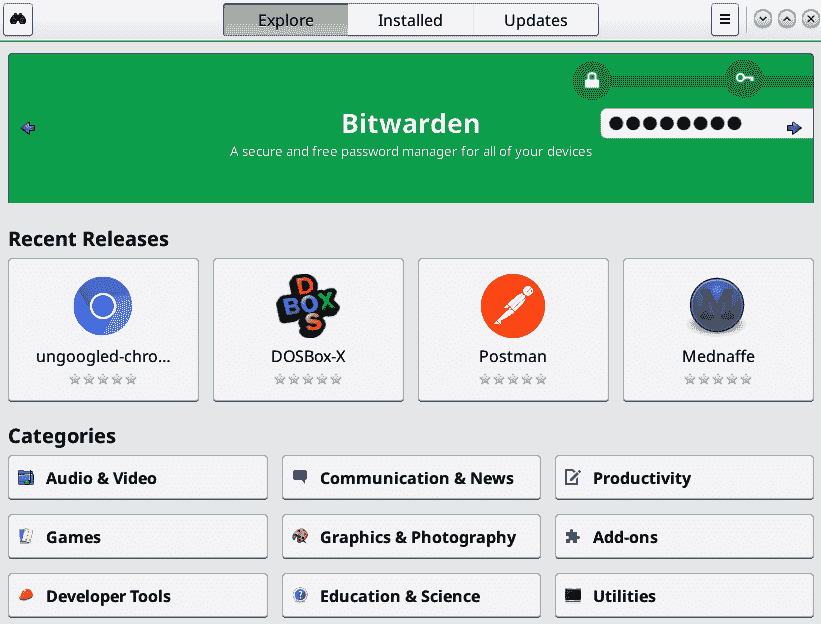 Explore
Installed
Updates
Bitwarden
A secure and free password manager for all of your devices
Recent Releases
ungoogled-chro...
DOSBox-X
Postman
Mednaffe
Categories
Audio & Video
Communication & News
Productivity
Games
Graphics & Photography
Add-ons
Developer Tools
Education & Science
Utilities